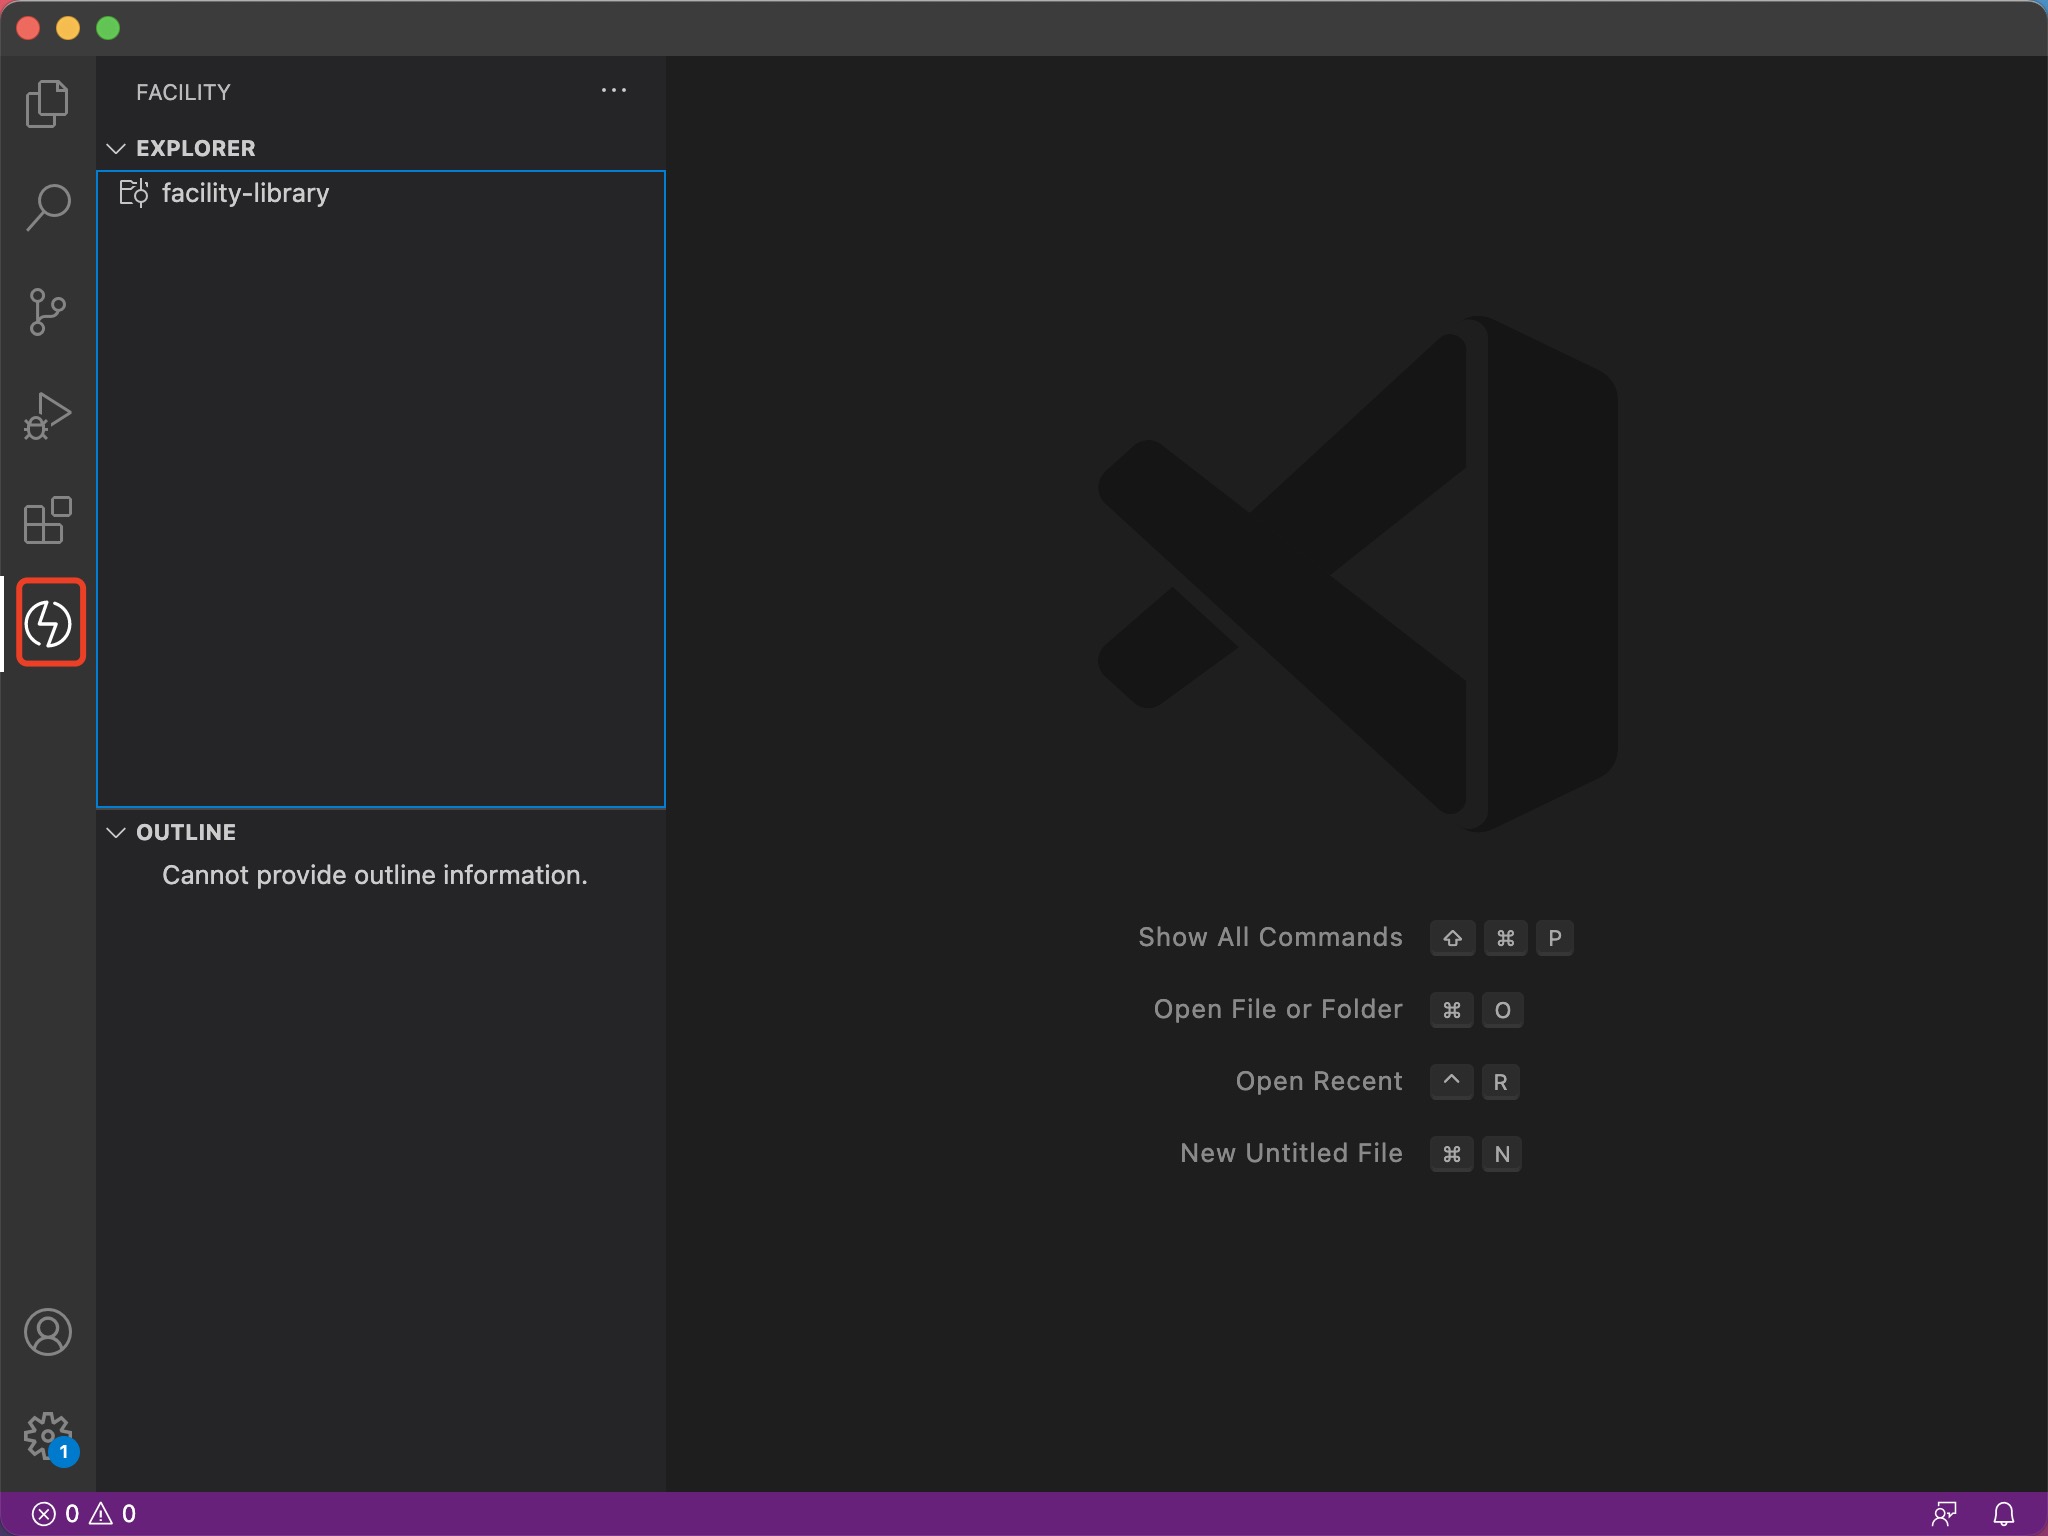 FACILITY
EXPLORER
facility-library
OUTLINE
Cannot provide outline information.
Show All Commands ⇧ ⌘ P
Open File or Folder ⌘ O
Open Recent ^ R
New Untitled File ⌘ N
1
0 0